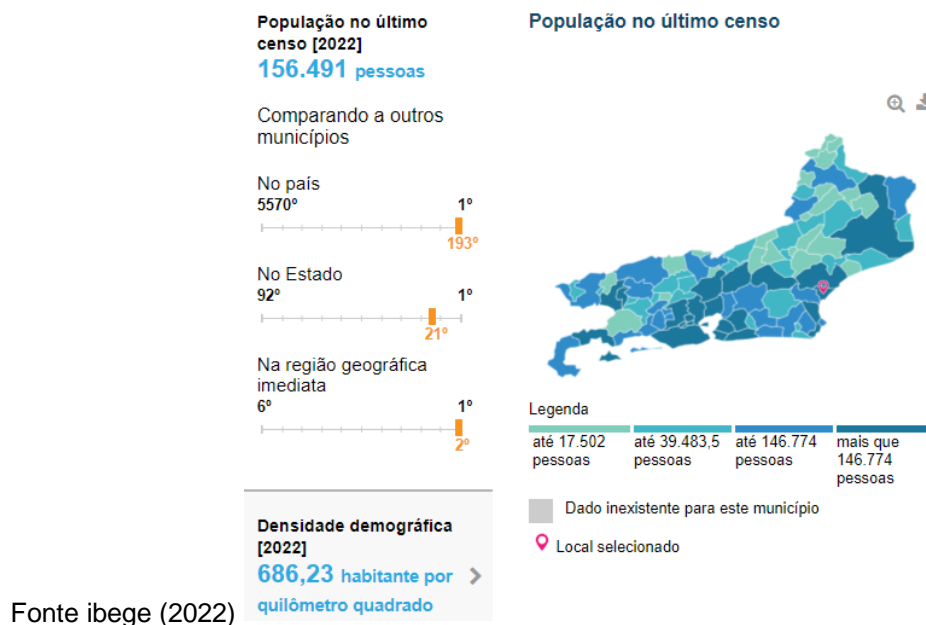 População no último
censo [2022]
156.491 pessoas
Comparando a outros
municípios
No país
5570º 1º
193º
No Estado
92º 1º
21º
Na região geográfica
imediata
6º 1º
2º
Densidade demográfica
[2022]
686,23 habitante por
quilômetro quadrado
População no último censo
Legenda
até 17.502
pessoas
até 39.483,5
pessoas
até 146.774
pessoas
mais que
146.774
pessoas
Dado inexistente para este município
Local selecionado
Fonte ibege (2022)